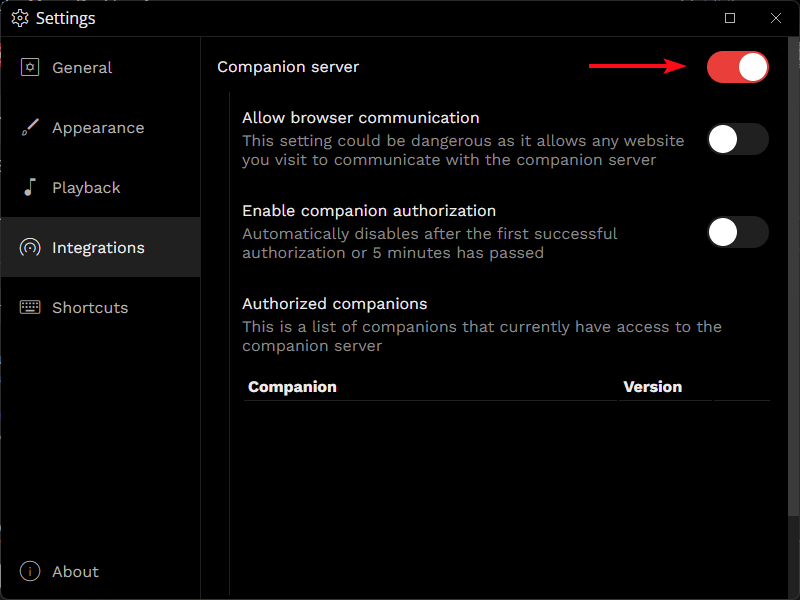 Settings
General
Appearance
Playback
Integrations
Shortcuts
About
Companion server
Allow browser communication
This setting could be dangerous as it allows any website
you visit to communicate with the companion server
Enable companion authorization
Automatically disables after the first successful
authorization or 5 minutes has passed
Authorized companions
This is a list of companions that currently have access to the
companion server
Companion Version